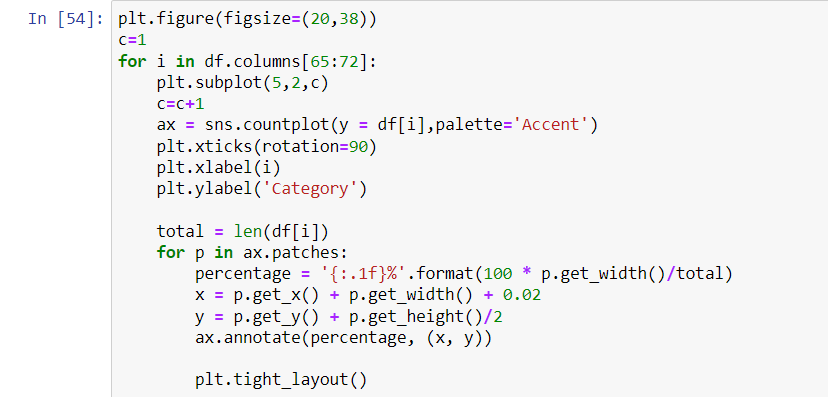 In [54]: plt.figure(figsize=(20,38))
c=1
for i in df.columns[65:72]:
    plt.subplot(5,2,c)
    c=c+1
    ax = sns.countplot(y = df[i],palette='Accent')
    plt.xticks(rotation=90)
    plt.xlabel(i)
    plt.ylabel('Category')

    total = len(df[i])
    for p in ax.patches:
        percentage = '{:.1f}%'.format(100 * p.get_width()/total)
        x = p.get_x() + p.get_width() + 0.02
        y = p.get_y() + p.get_height()/2
        ax.annotate(percentage, (x, y))

        plt.tight_layout()